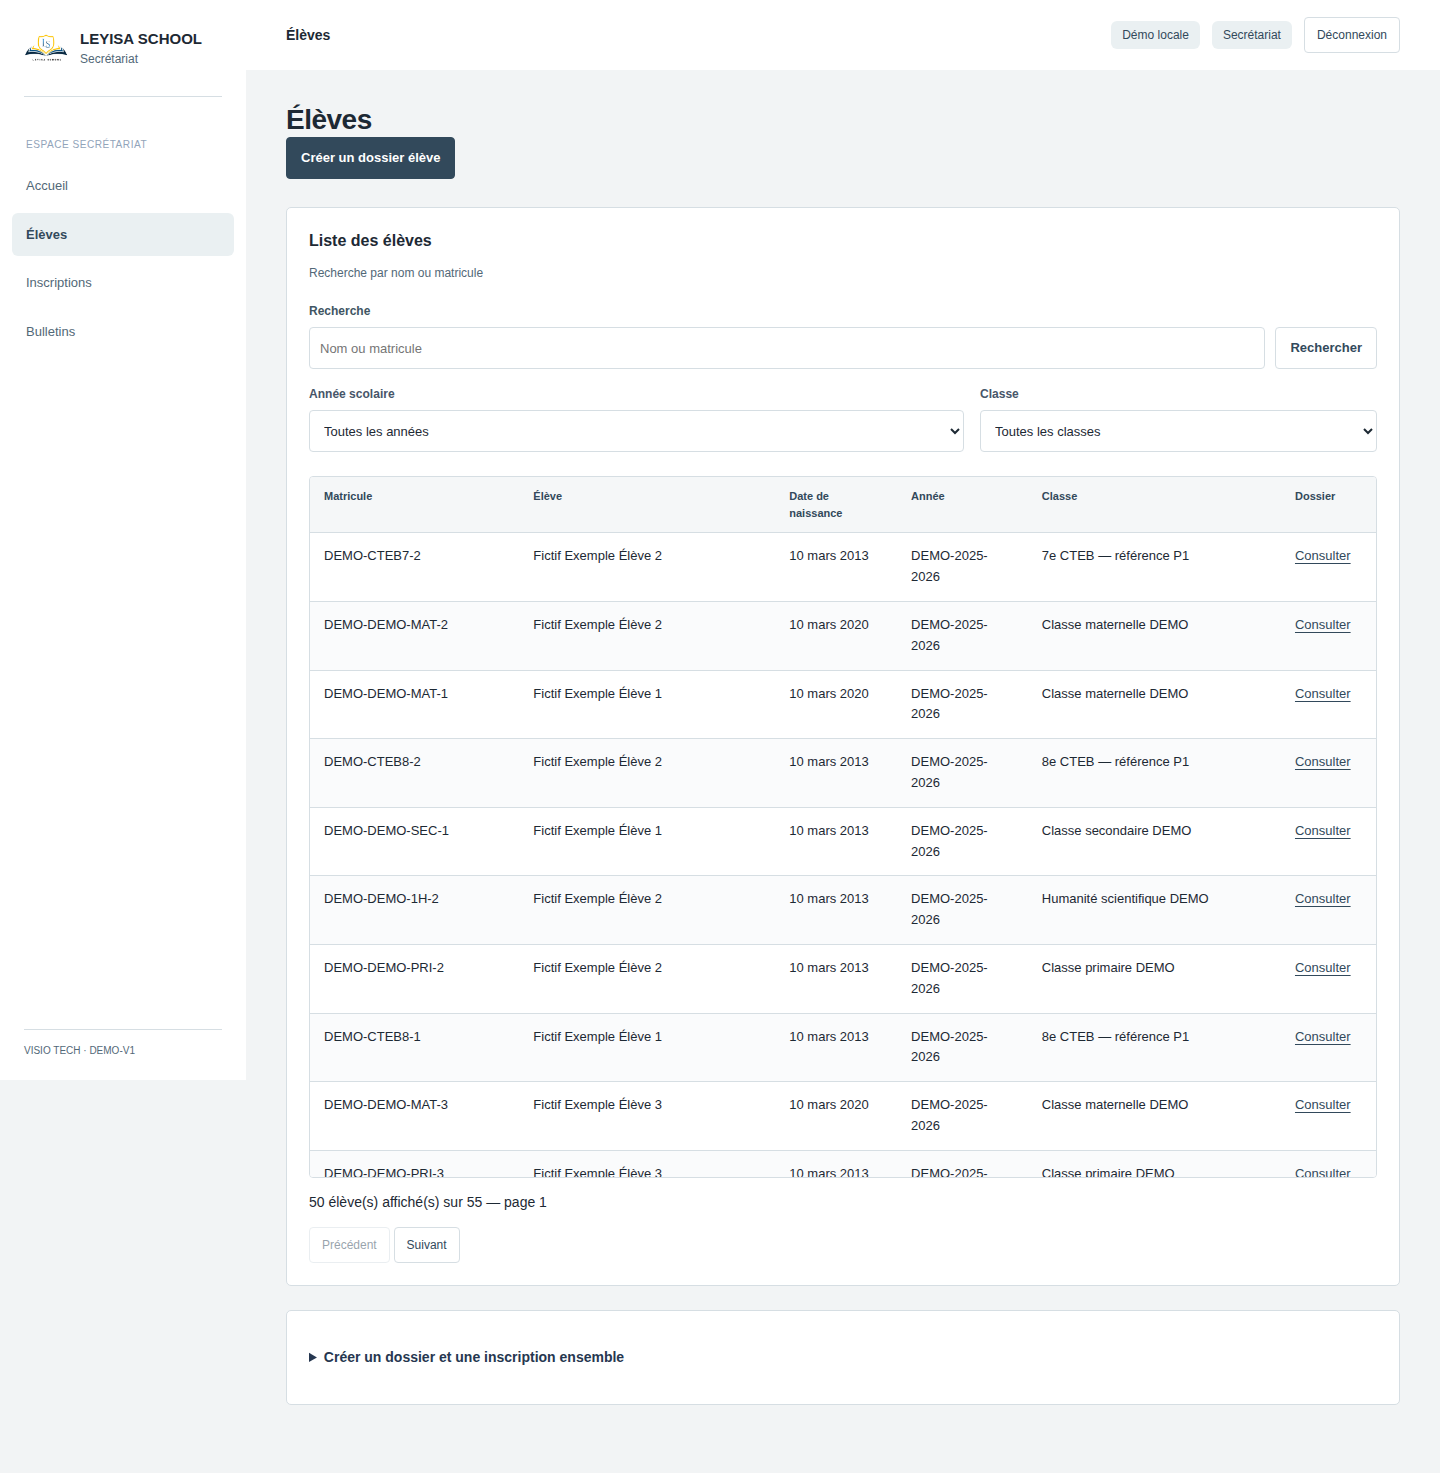 LEYISA SCHOOL
Secrétariat
ESPACE SECRÉTARIAT
Accueil
Élèves
Inscriptions
Bulletins
VISIO TECH · DEMO-V1
Élèves
Démo locale
Secrétariat
Déconnexion
Élèves
Créer un dossier élève
Liste des élèves
Recherche par nom ou matricule
Recherche
Nom ou matricule
Rechercher
Année scolaire
Classe
Toutes les années
Toutes les classes
Matricule Élève Date de naissance Année Classe Dossier
DEMO-CTEB7-2 Fictif Exemple Élève 2 10 mars 2013 DEMO-2025-2026 7e CTEB — référence P1 Consulter
DEMO-DEMO-MAT-2 Fictif Exemple Élève 2 10 mars 2020 DEMO-2025-2026 Classe maternelle DEMO Consulter
DEMO-DEMO-MAT-1 Fictif Exemple Élève 1 10 mars 2020 DEMO-2025-2026 Classe maternelle DEMO Consulter
DEMO-CTEB8-2 Fictif Exemple Élève 2 10 mars 2013 DEMO-2025-2026 8e CTEB — référence P1 Consulter
DEMO-DEMO-SEC-1 Fictif Exemple Élève 1 10 mars 2013 DEMO-2025-2026 Classe secondaire DEMO Consulter
DEMO-DEMO-1H-2 Fictif Exemple Élève 2 10 mars 2013 DEMO-2025-2026 Humanité scientifique DEMO Consulter
DEMO-DEMO-PRI-2 Fictif Exemple Élève 2 10 mars 2013 DEMO-2025-2026 Classe primaire DEMO Consulter
DEMO-CTEB8-1 Fictif Exemple Élève 1 10 mars 2013 DEMO-2025-2026 8e CTEB — référence P1 Consulter
DEMO-DEMO-MAT-3 Fictif Exemple Élève 3 10 mars 2020 DEMO-2025-2026 Classe maternelle DEMO Consulter
DEMO-DEMO-PRI-3 Fictif Exemple Élève 3 10 mars 2013 DEMO-2025- Classe primaire DEMO Consulter
50 élève(s) affiché(s) sur 55 — page 1
Précédent
Suivant
Créer un dossier et une inscription ensemble